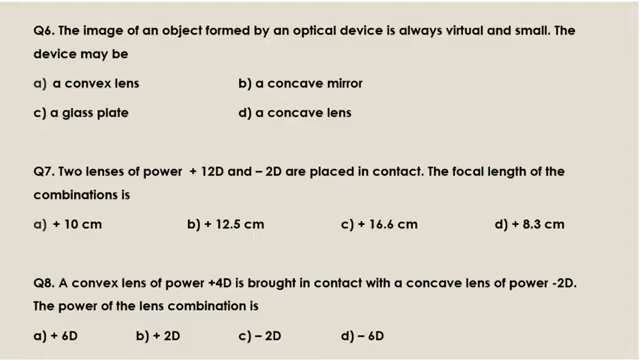 Q6. The image of an object formed by an optical device is always virtual and small. The
device may be
a) a convex lens b) a concave mirror
c) a glass plate d) a concave lens
Q7. Two lenses of power + 12D and – 2D are placed in contact. The focal length of the
combinations is
a) + 10 cm b) + 12.5 cm c) + 16.6 cm d) + 8.3 cm
Q8. A convex lens of power +4D is brought in contact with a concave lens of power -2D.
The power of the lens combination is
a) + 6D b) + 2D c) – 2D d) – 6D